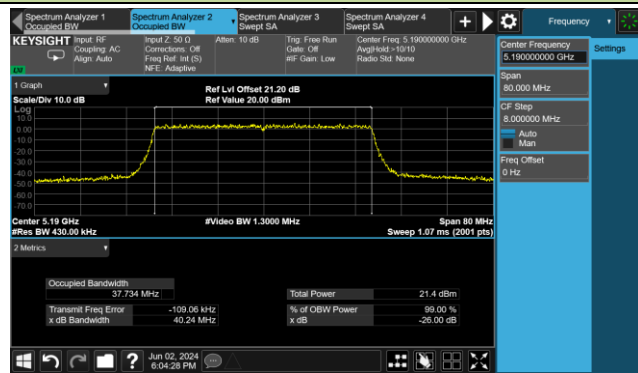 Spectrum Analyzer 1
Occupied BW
Spectrum Analyzer 2
Occupied BW
Spectrum Analyzer 3
Swept SA
Spectrum Analyzer 4
Swept SA
Frequency
KEYSIGHT
Input: RF
Coupling: AC
Align: Auto
Input Z: 50 Ω
Corrections: Off
Freq Ref: Int (S)
NFE: Adaptive
Atten: 10 dB
Trig: Free Run
Gate: Off
#IF Gain: Low
Center Freq: 5.190000000 GHz
Avg|Hold:>10/10
Radio Std: None
Center Frequency
5.190000000 GHz
Settings
Span
80.000 MHz
CF Step
8.000000 MHz
Auto
Man
Freq Offset
0 Hz
1 Graph
Scale/Div 10.0 dB
Ref Lvl Offset 21.20 dB
Ref Value 20.00 dBm
Log
10.0
0.00
-10.0
-20.0
-30.0
-40.0
-50.0
-60.0
-70.0
Center 5.19 GHz
#Video BW 1.3000 MHz
Span 80 MHz
#Res BW 430.00 kHz
Sweep 1.07 ms (2001 pts)
2 Metrics
Occupied Bandwidth
37.734 MHz
Total Power 21.4 dBm
Transmit Freq Error -109.06 kHz
% of OBW Power 99.00 %
x dB Bandwidth 40.24 MHz
x dB -26.00 dB
Jun 02, 2024
6:04:28 PM